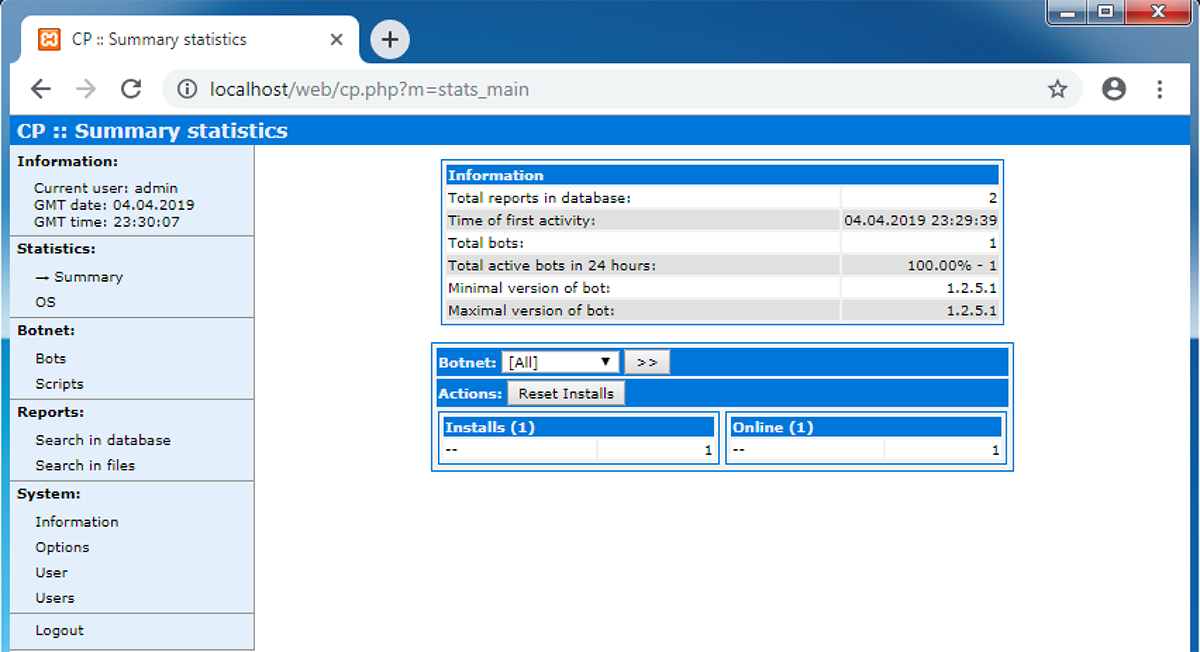 CP :: Summary statistics
localhost/web/cp.php?m=stats_main
CP :: Summary statistics
Information:
Current user: admin
GMT date: 04.04.2019
GMT time: 23:30:07
Statistics:
→ Summary
OS
Botnet:
Bots
Scripts
Reports:
Search in database
Search in files
System:
Information
Options
User
Users
Logout
Information
Total reports in database: 2
Time of first activity: 04.04.2019 23:29:39
Total bots: 1
Total active bots in 24 hours: 100.00% - 1
Minimal version of bot: 1.2.5.1
Maximal version of bot: 1.2.5.1
Botnet: [All] >>
Actions: Reset Installs
Installs (1) Online (1)
-- 1 -- 1